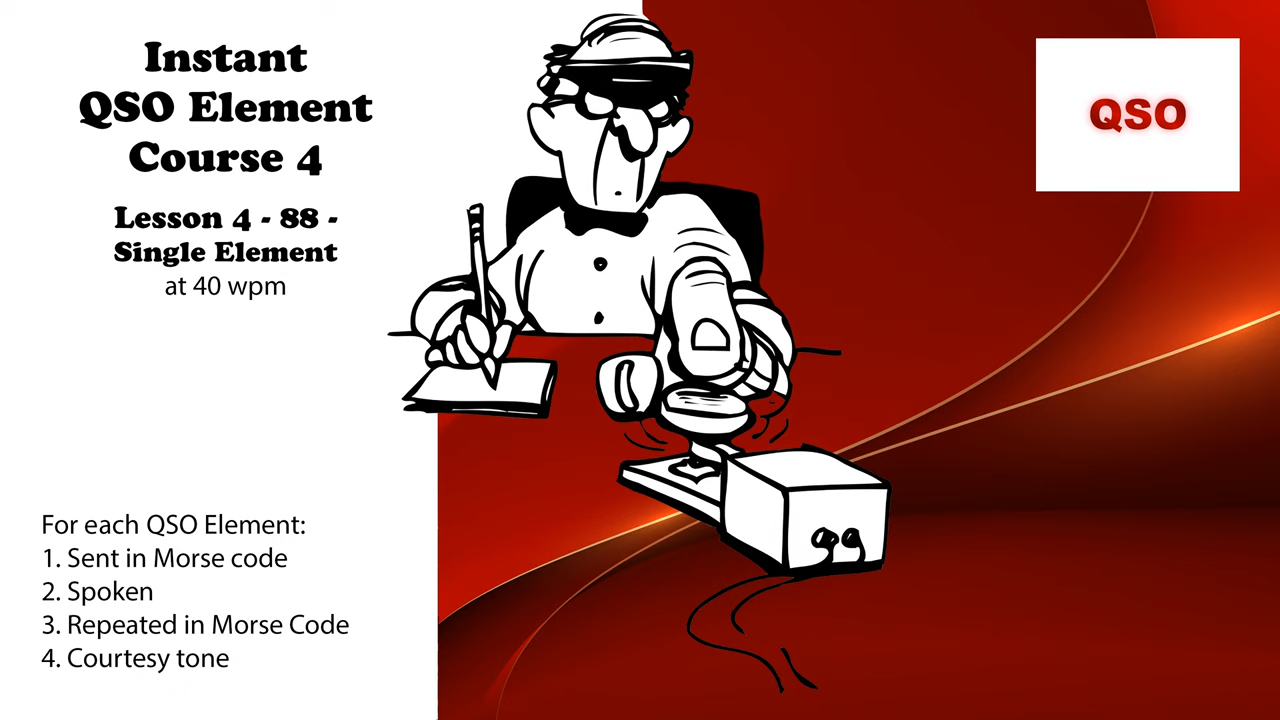 Instant
QSO Element
Course 4
Lesson 4 - 88 -
Single Element
at 40 wpm
QSO
For each QSO Element:
1. Sent in Morse code
2. Spoken
3. Repeated in Morse Code
4. Courtesy tone